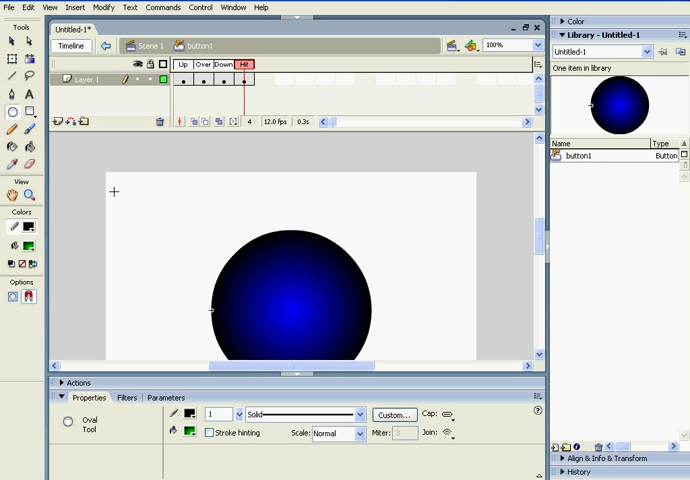 File Edit View Insert Modify Text Commands Control Window Help
Tools
View
Colors
Options
Untitled-1*
Timeline Scene 1 button1 100%
Up Over Down Hit
Layer 1
4 12.0 fps 0.3s
Actions
Properties Filters Parameters
Oval
Tool
1 Solid Custom... Cap:
Stroke hinting Scale: Normal Miter: 3 Join:
Color
Library - Untitled-1
Untitled-1
One item in library
Name Type
button1 Button
Align & Info & Transform
History